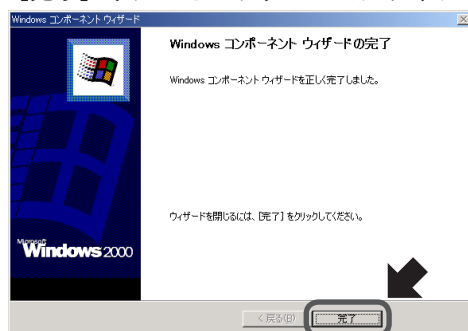 Windows コンポーネント ウィザード
Windows コンポーネント ウィザードの完了
Windows コンポーネント ウィザードを正しく完了しました。
ウィザードを閉じるには、[完了] をクリックしてください。
Microsoft
Windows 2000
< 戻る(B)
完了